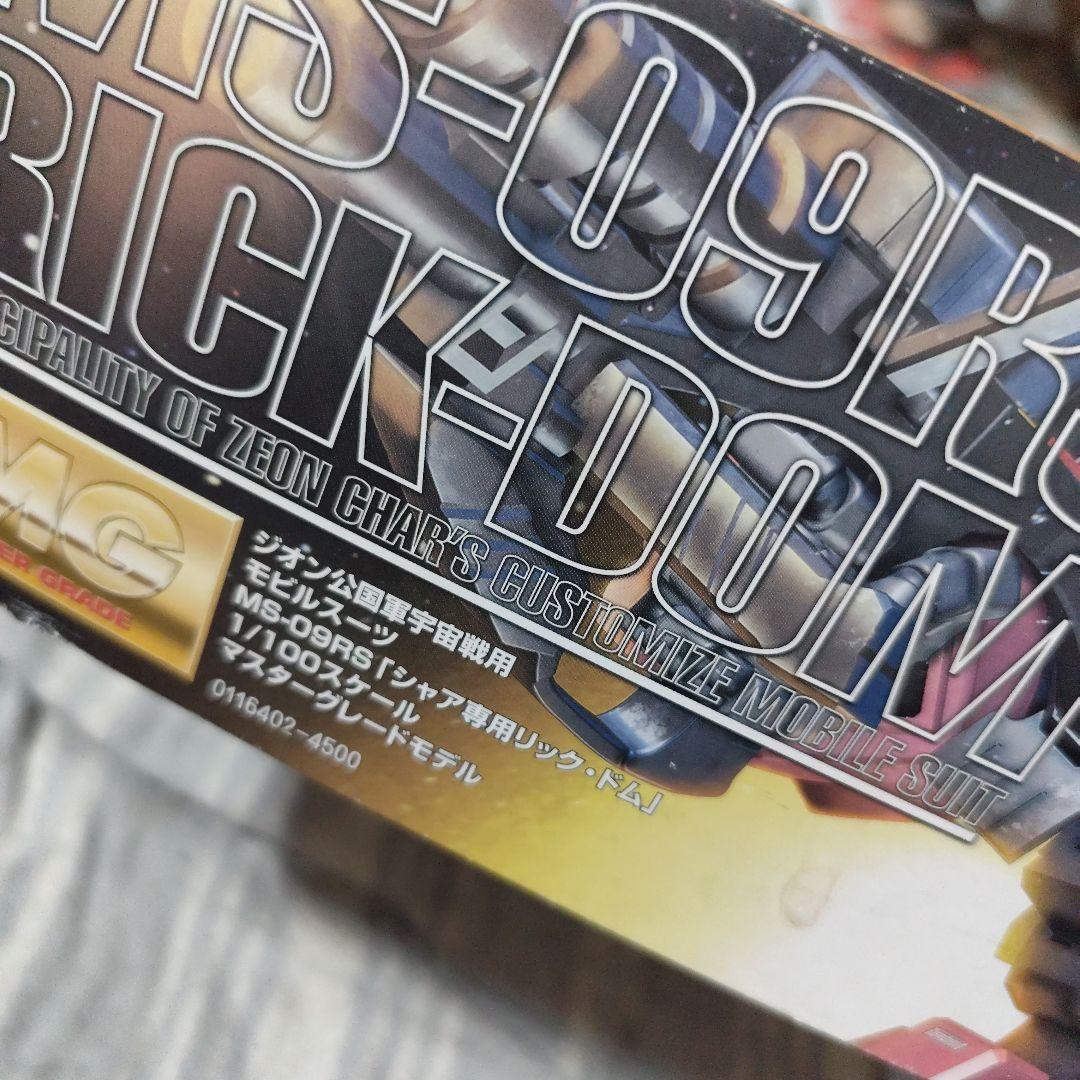 MS-09RS
RICK-DOM
CIPALITY OF ZEON CHAR'S CUSTOMIZE MOBILE SUIT
MG
ER GRADE
ジオン公国軍宇宙戦用
モビルスーツ
MS-09RS「シャア専用リック・ドム」
1/100スケール
マスターグレードモデル
0116402-4500